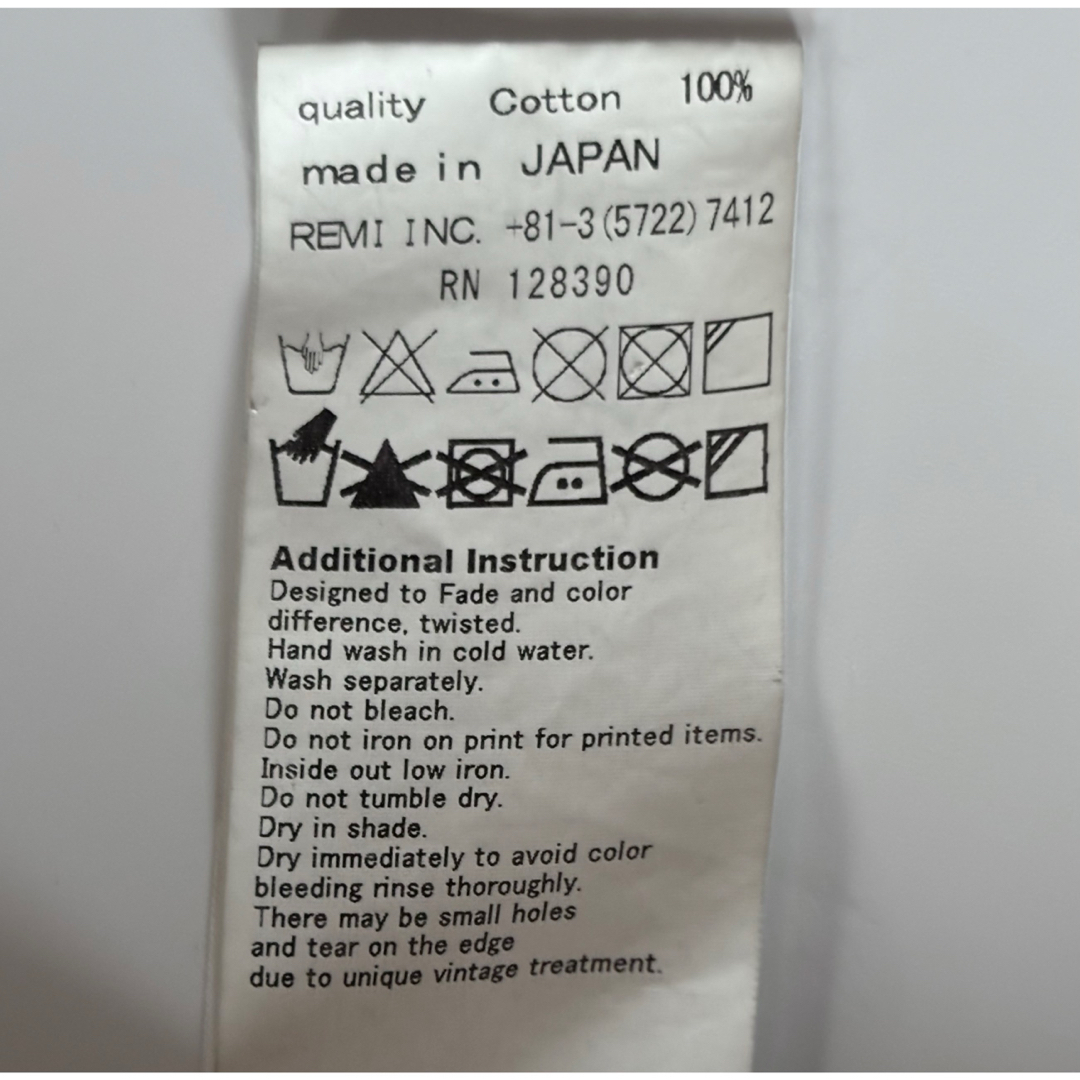 quality Cotton 100%
made in JAPAN
REMI INC. +81-3(5722)7412
RN 128390
Additional Instruction
Designed to Fade and color
difference, twisted.
Hand wash in cold water.
Wash separately.
Do not bleach.
Do not iron on print for printed items.
Inside out low iron.
Do not tumble dry.
Dry in shade.
Dry immediately to avoid color
bleeding rinse thoroughly.
There may be small holes
and tear on the edge
due to unique vintage treatment.